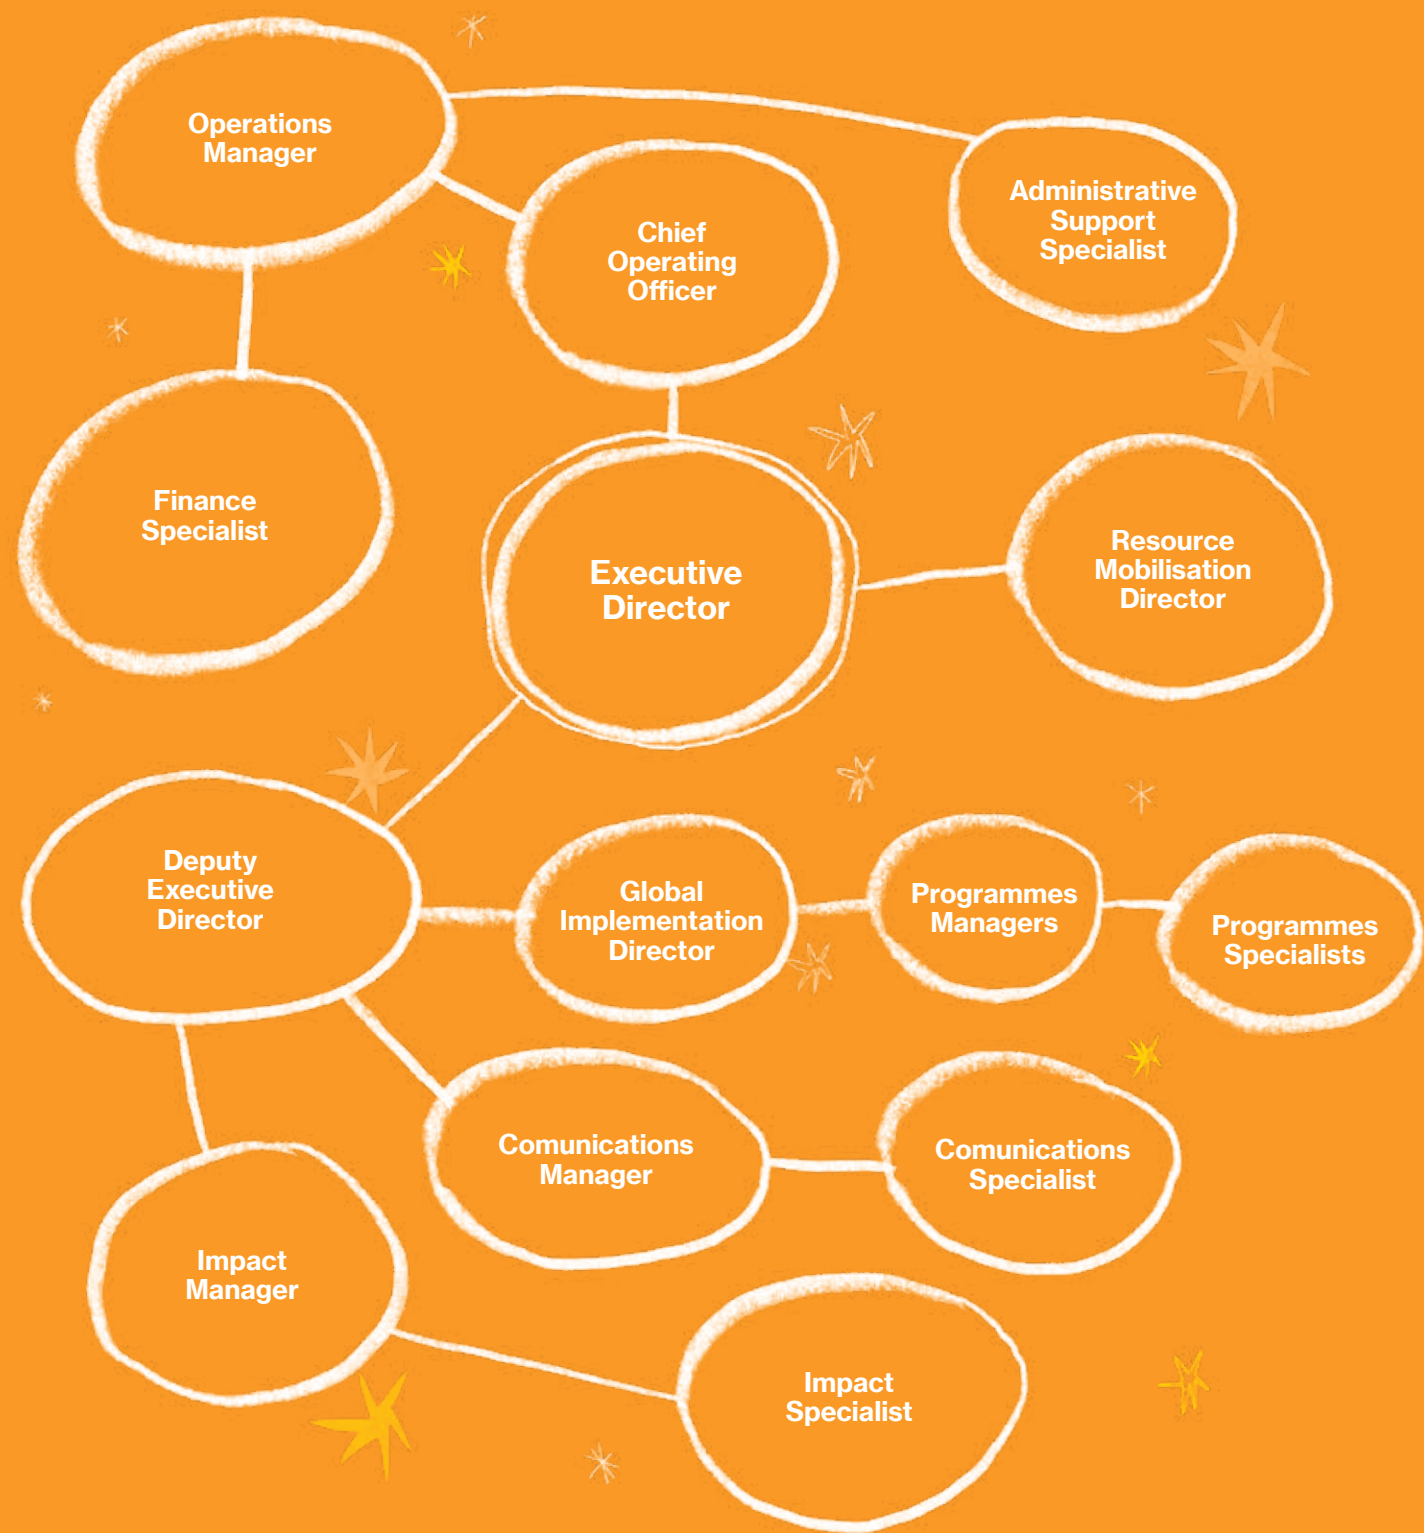 Operations
Manager
Chief
Operating
Officer
Administrative
Support
Specialist
Finance
Specialist
Executive
Director
Resource
Mobilisation
Director
Deputy
Executive
Director
Global
Implementation
Director
Programmes
Managers
Programmes
Specialists
Comunications
Manager
Comunications
Specialist
Impact
Manager
Impact
Specialist